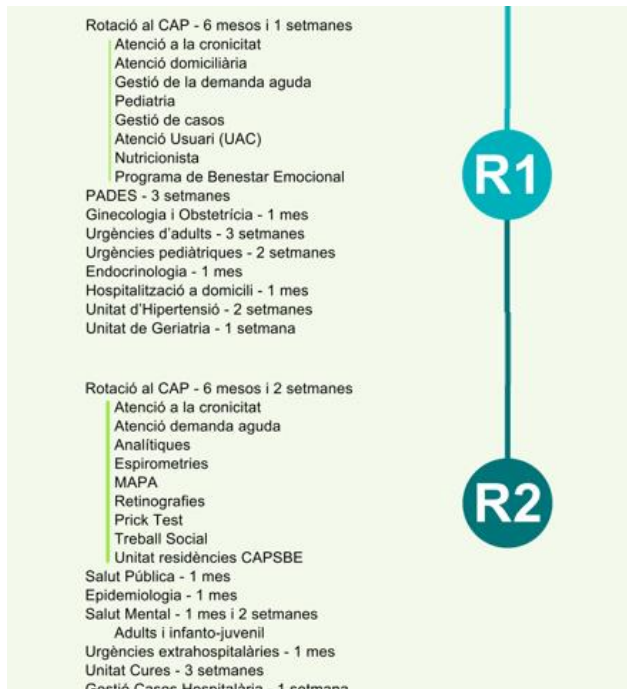 Rotació al CAP - 6 mesos i 1 setmanes
Atenció a la cronicitat
Atenció domiciliària
Gestió de la demanda aguda
Pediatria
Gestió de casos
Atenció Usuari (UAC)
Nutricionista
Programa de Benestar Emocional
PADES - 3 setmanes
Ginecologia i Obstetrícia - 1 mes
Urgències d'adults - 3 setmanes
Urgències pediàtriques - 2 setmanes
Endocrinologia - 1 mes
Hospitalització a domicili - 1 mes
Unitat d'Hipertensió - 2 setmanes
Unitat de Geriatria - 1 setmana
R1
Rotació al CAP - 6 mesos i 2 setmanes
Atenció a la cronicitat
Atenció demanda aguda
Analítiques
Espirometries
MAPA
Retinografies
Prick Test
Treball Social
Unitat residències CAPSBE
Salut Pública - 1 mes
Epidemiologia - 1 mes
Salut Mental - 1 mes i 2 setmanes
Adults i infanto-juvenil
Urgències extrahospitalàries - 1 mes
Unitat Cures - 3 setmanes
Gestió Casos Hospitalària - 1 setmana
R2